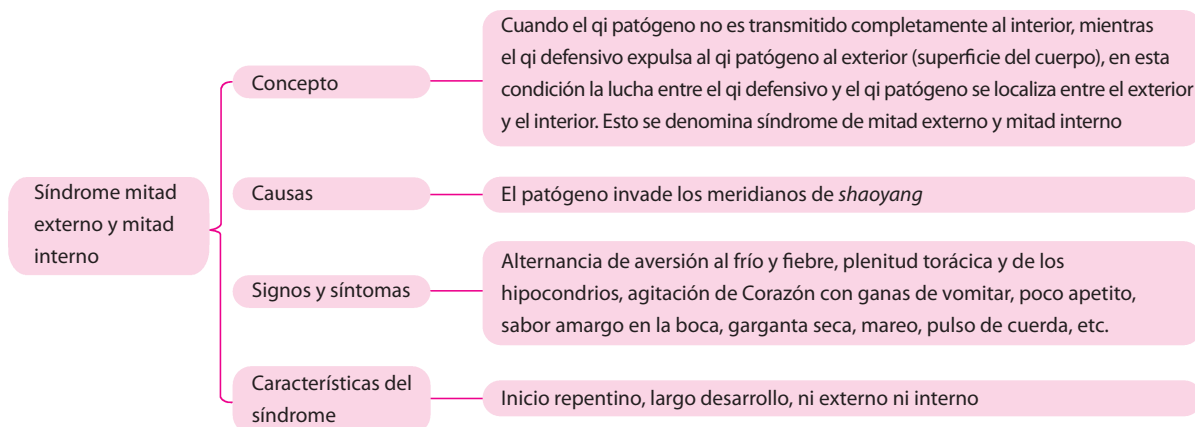 Síndrome mitad
externo y mitad
interno
Concepto
Cuando el qi patógeno no es transmitido completamente al interior, mientras
el qi defensivo expulsa al qi patógeno al exterior (superficie del cuerpo), en esta
condición la lucha entre el qi defensivo y el qi patógeno se localiza entre el exterior
y el interior. Esto se denomina síndrome de mitad externo y mitad interno
Causas
El patógeno invade los meridianos de shaoyang
Signos y síntomas
Alternancia de aversión al frío y fiebre, plenitud torácica y de los
hipocondrios, agitación de Corazón con ganas de vomitar, poco apetito,
sabor amargo en la boca, garganta seca, mareo, pulso de cuerda, etc.
Características del
síndrome
Inicio repentino, largo desarrollo, ni externo ni interno